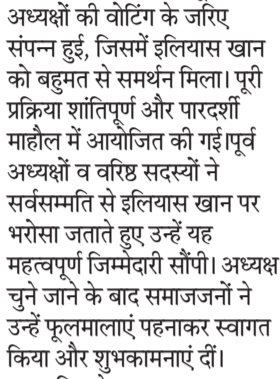 अध्यक्षों की वोटिंग के जरिए
संपन्न हुई, जिसमें इलियास खान
को बहुमत से समर्थन मिला। पूरी
प्रक्रिया शांतिपूर्ण और पारदर्शी
माहौल में आयोजित की गई।पूर्व
अध्यक्षों व वरिष्ठ सदस्यों ने
सर्वसम्मति से इलियास खान पर
भरोसा जताते हुए उन्हें यह
महत्वपूर्ण जिम्मेदारी सौंपी। अध्यक्ष
चुने जाने के बाद समाजजनों ने
उन्हें फूलमालाएं पहनाकर स्वागत
किया और शुभकामनाएं दीं।